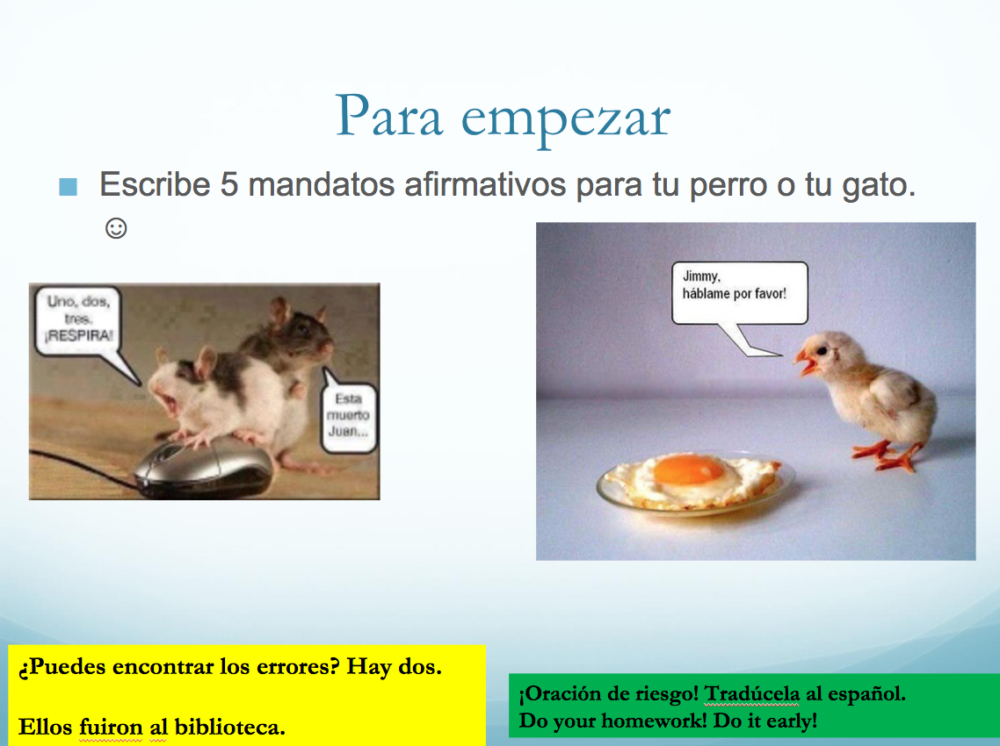 Para empezar
Escribe 5 mandatos afirmativos para tu perro o tu gato.
☺
Uno, dos,
tres.
¡RESPIRA!
Esta
muerto
Juan...
Jimmy,
háblame por favor!
¿Puedes encontrar los errores? Hay dos.
Ellos fuiron al biblioteca.
¡Oración de riesgo! Tradúcela al español.
Do your homework! Do it early!